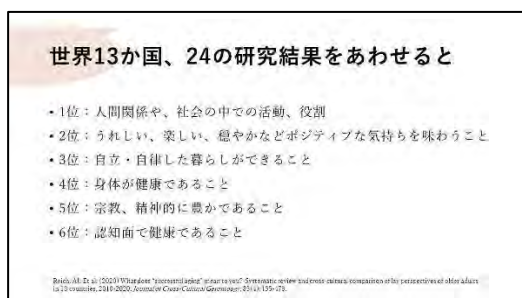 世界13か国、24の研究結果をあわせると
• 1位：人間関係や、社会の中での活動、役割
• 2位：うれしい、楽しい、穏やかなどポジティブな気持ちを味わうこと
• 3位：自立・自律した暮らしができること
• 4位：身体が健康であること
• 5位：宗教、精神的に豊かであること
• 6位：認知面で健康であること
Reich, AJ. Et al. (2020) What does "successful aging" mean to you? Systematic review and cross-cultural comparison of lay perspectives of older adults
in 13 countries, 2010-2020. Journal of Cross-Cultural Gerontology,